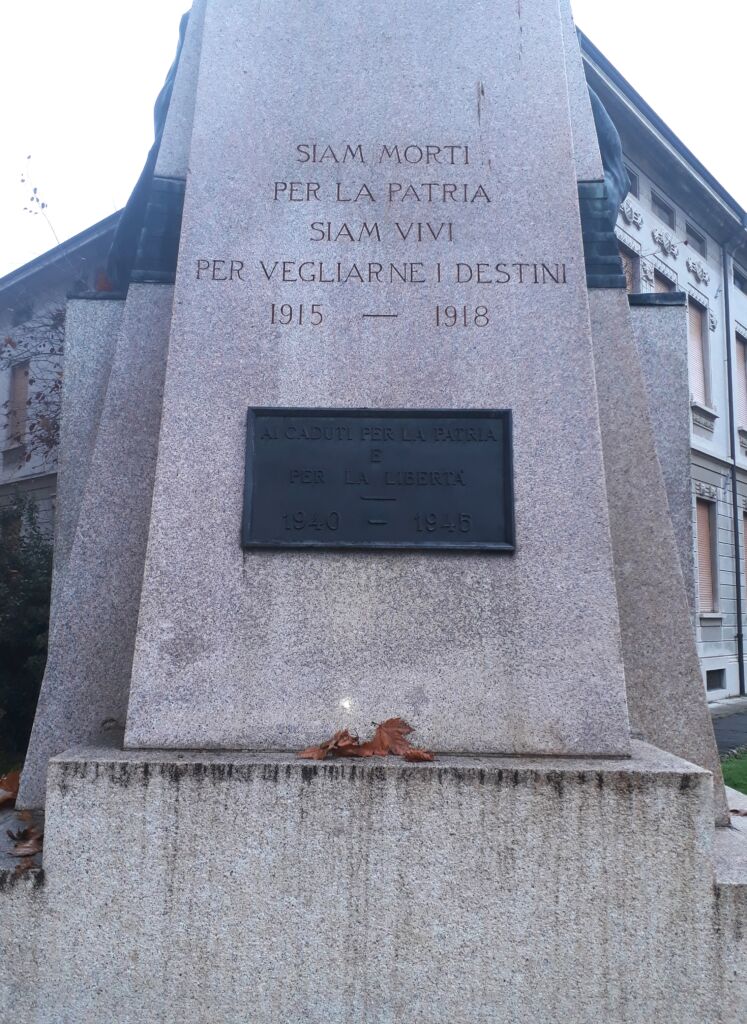 SIAM MORTI
PER LA PATRIA
SIAM VIVI
PER VEGLIARNE I DESTINI
1915 — 1918
AI CADUTI PER LA PATRIA
E
PER LA LIBERTÀ
1940 — 1945